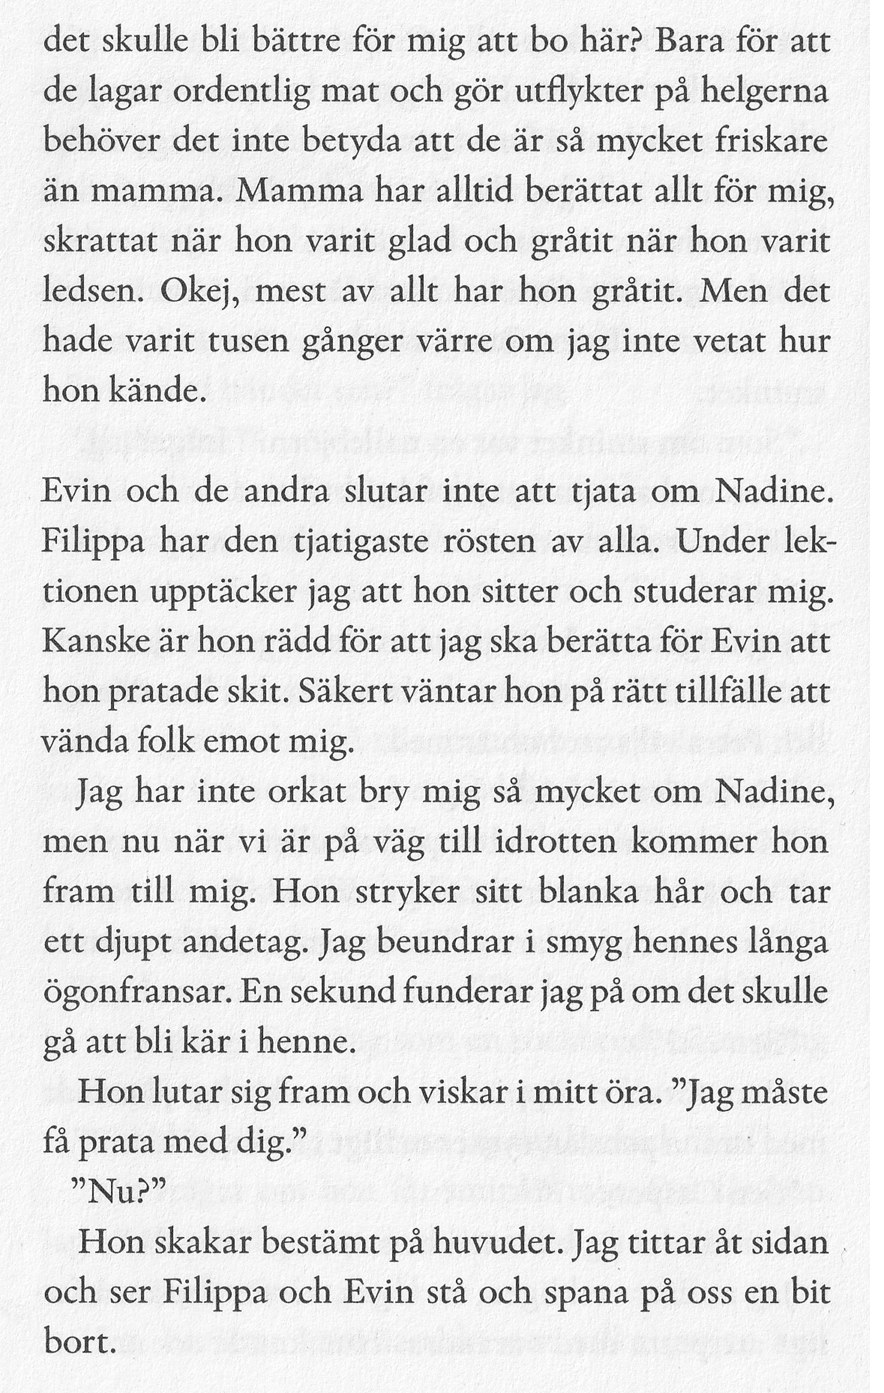 det skulle bli bättre för mig att bo här? Bara för att
de lagar ordentlig mat och gör utflykter på helgerna
behöver det inte betyda att de är så mycket friskare
än mamma. Mamma har alltid berättat allt för mig,
skrattat när hon varit glad och gråtit när hon varit
ledsen. Okej, mest av allt har hon gråtit. Men det
hade varit tusen gånger värre om jag inte vetat hur
hon kände.

Evin och de andra slutar inte att tjata om Nadine.
Filippa har den tjatigaste rösten av alla. Under lek-
tionen upptäcker jag att hon sitter och studerar mig.
Kanske är hon rädd för att jag ska berätta för Evin att
hon pratade skit. Säkert väntar hon på rätt tillfälle att
vända folk emot mig.
Jag har inte orkat bry mig så mycket om Nadine,
men nu när vi är på väg till idrotten kommer hon
fram till mig. Hon stryker sitt blanka hår och tar
ett djupt andetag. Jag beundrar i smyg hennes långa
ögonfransar. En sekund funderar jag på om det skulle
gå att bli kär i henne.
Hon lutar sig fram och viskar i mitt öra. ”Jag måste
få prata med dig.”
”Nu?”
Hon skakar bestämt på huvudet. Jag tittar åt sidan
och ser Filippa och Evin stå och spana på oss en bit
bort.